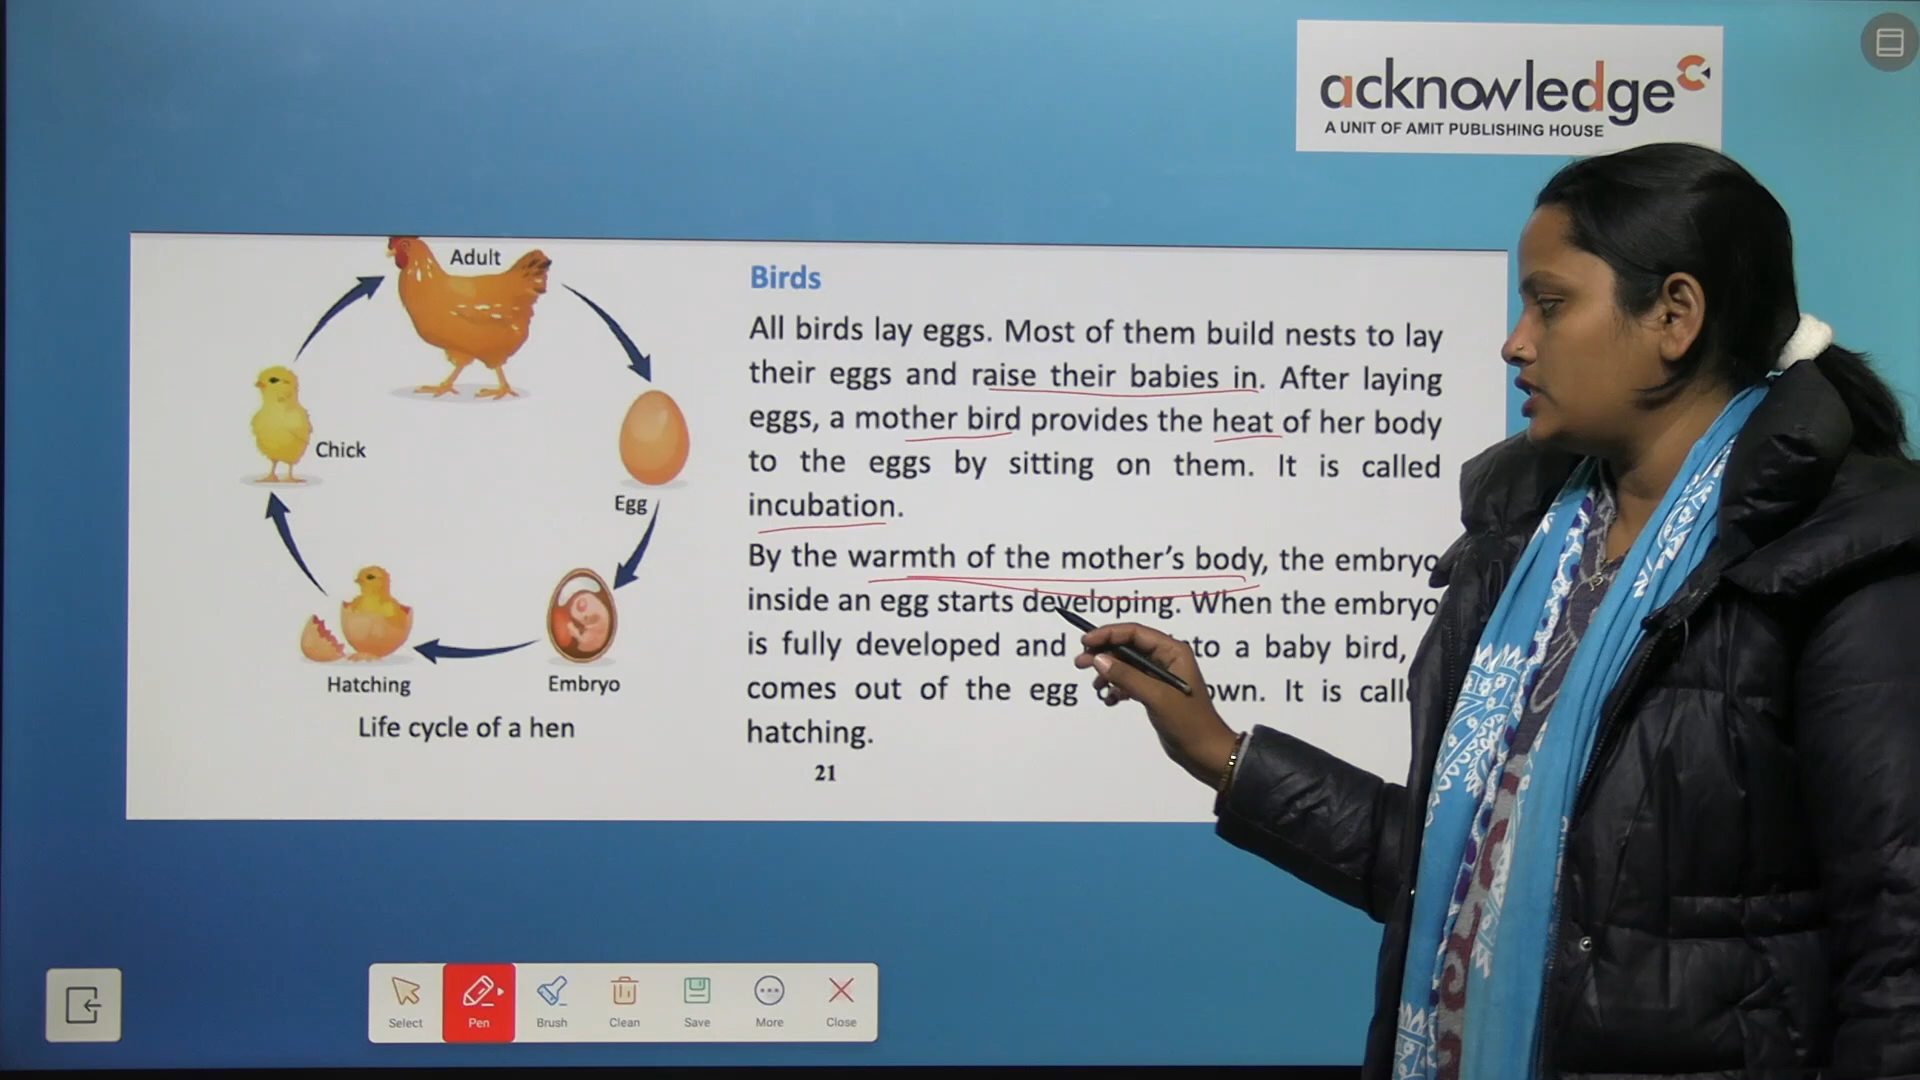 acknowledge
A UNIT OF AMIT PUBLISHING HOUSE
Adult
Chick
Egg
Hatching
Embryo
Life cycle of a hen
Birds
All birds lay eggs. Most of them build nests to lay
their eggs and raise their babies in. After laying
eggs, a mother bird provides the heat of her body
to the eggs by sitting on them. It is called
incubation.
By the warmth of the mother's body, the embryo
inside an egg starts developing. When the embryo
is fully developed and to a baby bird,
comes out of the egg own. It is
hatching.
21
Select
Pen
Brush
Clean
Save
More
Close